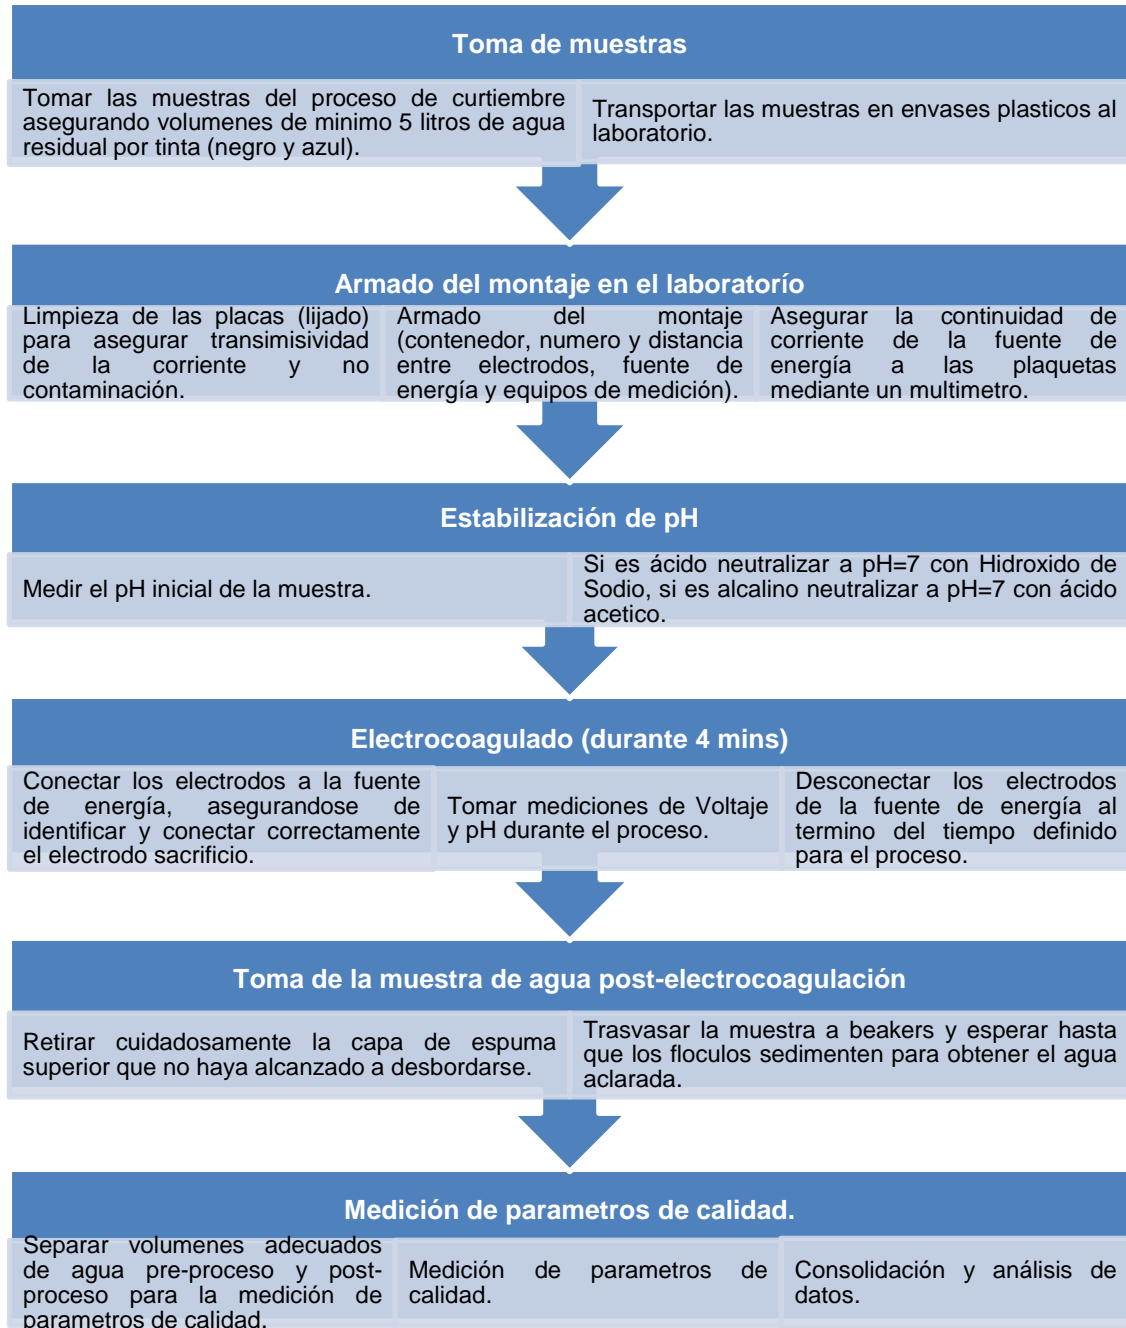 Toma de muestras
Tomar las muestras del proceso de curtiembre
asegurando volumenes de minimo 5 litros de agua
residual por tinta (negro y azul).
Transportar las muestras en envases plasticos al
laboratorio.
Armado del montaje en el laboratorío
Limpieza de las placas (lijado)
para asegurar transimisividad
de la corriente y no
contaminación.
Armado del montaje
(contenedor, numero y distancia
entre electrodos, fuente de
energía y equipos de medición).
Asegurar la continuidad de
corriente de la fuente de
energía a las plaquetas
mediante un multimetro.
Estabilización de pH
Medir el pH inicial de la muestra.
Si es ácido neutralizar a pH=7 con Hidroxido de
Sodio, si es alcalino neutralizar a pH=7 con ácido
acetico.
Electrocoagulado (durante 4 mins)
Conectar los electrodos a la fuente
de energía, asegurandose de
identificar y conectar correctamente
el electrodo sacrificio.
Tomar mediciones de Voltaje
y pH durante el proceso.
Desconectar los electrodos
de la fuente de energía al
termino del tiempo definido
para el proceso.
Toma de la muestra de agua post-electrocoagulación
Retirar cuidadosamente la capa de espuma
superior que no haya alcanzado a desbordarse.
Trasvasar la muestra a beakers y esperar hasta
que los floculos sedimenten para obtener el agua
aclarada.
Medición de parametros de calidad.
Separar volumenes adecuados
de agua pre-proceso y post-
proceso para la medición de
parametros de calidad.
Medición de parametros de
calidad.
Consolidación y análisis de
datos.